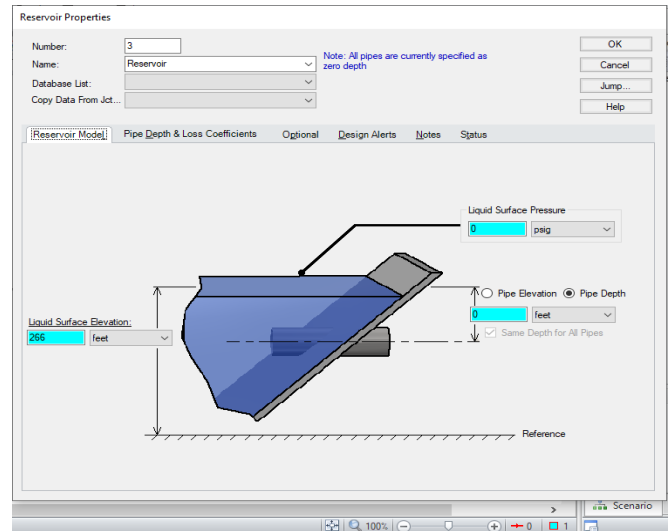 Reservoir Properties
Number:
3
Name:
Reservoir
Database List:
Copy Data From Jct...
Note: All pipes are currently specified as
zero depth
OK
Cancel
Jump...
Help
Reservoir Model
Pipe Depth & Loss Coefficients
Optional
Design Alerts
Notes
Status
Liquid Surface Pressure
0
psig
Pipe Elevation
Pipe Depth
0
feet
Same Depth for All Pipes
Liquid Surface Elevation:
266
feet
Reference
Scenario
100%
0
1